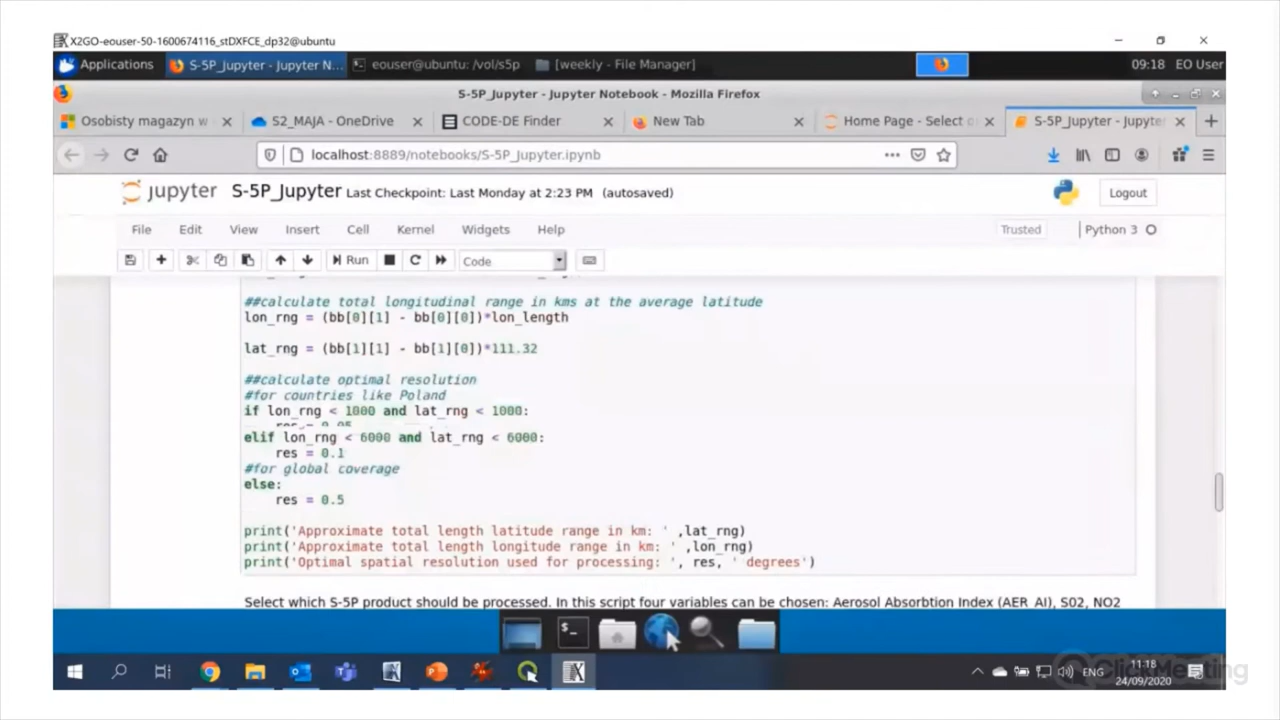 X2GO-eouser-50-1600674116_stDXFCE_dp32@ubuntu
Applications S-5P_Jupyter - Jupyter N... eouser@ubuntu: /vol/s5p [weekly - File Manager] 09:18 EO User
S-5P_Jupyter - Jupyter Notebook - Mozilla Firefox
Osobisty magazyn w S2_MAJA - OneDrive CODE-DE Finder New Tab Home Page - Select o S-5P_Jupyter - Jupyter
localhost:8889/notebooks/S-5P_Jupyter.ipynb
jupyter S-5P_Jupyter Last Checkpoint: Last Monday at 2:23 PM (autosaved) Logout
File Edit View Insert Cell Kernel Widgets Help Trusted Python 3
Run Code
##calculate total longitudinal range in kms at the average latitude
lon_rng = (bb[0][1] - bb[0][0])*lon_length
lat_rng = (bb[1][1] - bb[1][0])*111.32
##calculate optimal resolution
#for countries like Poland
if lon_rng < 1000 and lat_rng < 1000:
elif lon_rng < 6000 and lat_rng < 6000:
res = 0.1
#for global coverage
else:
res = 0.5
print('Approximate total length latitude range in km: ' ,lat_rng)
print('Approximate total length longitude range in km: ' ,lon_rng)
print('Optimal spatial resolution used for processing: ', res, ' degrees')
Select which S-5P product should be processed. In this script four variables can be chosen: Aerosol Absorbtion Index (AER_AI), S02, NO2
ENG 11:18
24/09/2020
ClickMeeting